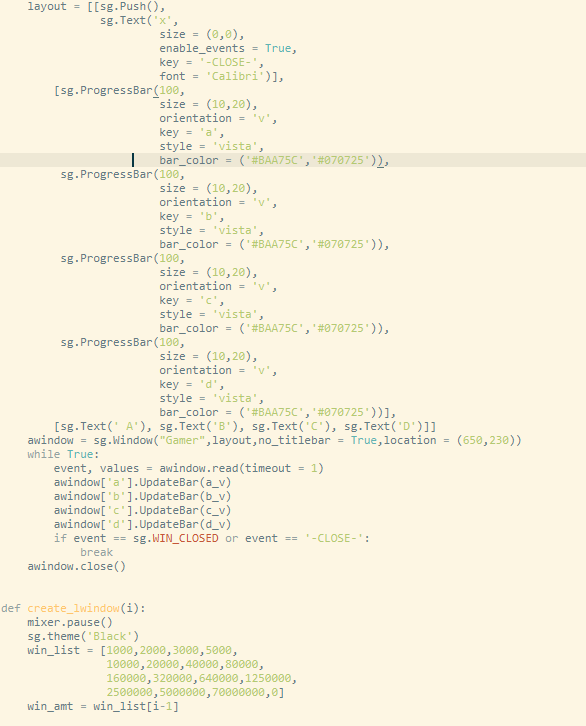 layout = [[sg.Push(),
sg.Text('x',
size = (0,0),
enable_events = True,
key = '-CLOSE-',
font = 'Calibri')],
[sg.ProgressBar(100,
size = (10,20),
orientation = 'v',
key = 'a',
style = 'vista',
bar_color = ('#BAA75C','#070725')),
sg.ProgressBar(100,
size = (10,20),
orientation = 'v',
key = 'b',
style = 'vista',
bar_color = ('#BAA75C','#070725')),
sg.ProgressBar(100,
size = (10,20),
orientation = 'v',
key = 'c',
style = 'vista',
bar_color = ('#BAA75C','#070725')),
sg.ProgressBar(100,
size = (10,20),
orientation = 'v',
key = 'd',
style = 'vista',
bar_color = ('#BAA75C','#070725'))],
[sg.Text(' A'), sg.Text('B'), sg.Text('C'), sg.Text('D')]]
awindow = sg.Window("Gamer",layout,no_titlebar = True,location = (650,230))
while True:
event, values = awindow.read(timeout = 1)
awindow['a'].UpdateBar(a_v)
awindow['b'].UpdateBar(b_v)
awindow['c'].UpdateBar(c_v)
awindow['d'].UpdateBar(d_v)
if event == sg.WIN_CLOSED or event == '-CLOSE-':
break
awindow.close()
def create_lwindow(i):
mixer.pause()
sg.theme('Black')
win_list = [1000,2000,3000,5000,
10000,20000,40000,80000,
160000,320000,640000,1250000,
2500000,5000000,70000000,0]
win_amt = win_list[i-1]